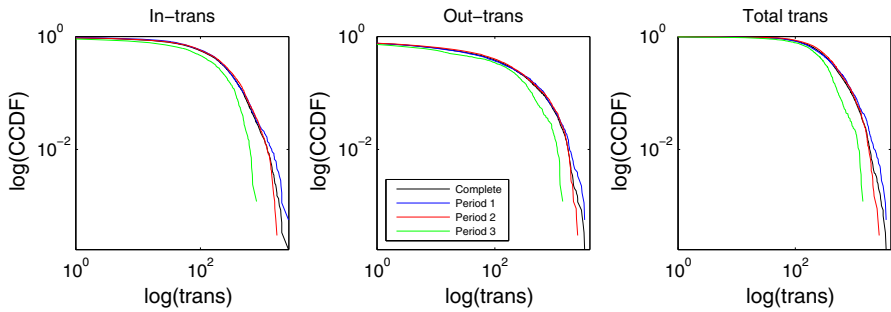 In−trans
Out−trans
Total trans
log(CCDF)
10^0
10^−2
10^0
10^2
log(trans)
log(CCDF)
10^0
10^−2
10^0
10^2
log(trans)
Complete
Period 1
Period 2
Period 3
log(CCDF)
10^0
10^−2
10^0
10^2
log(trans)